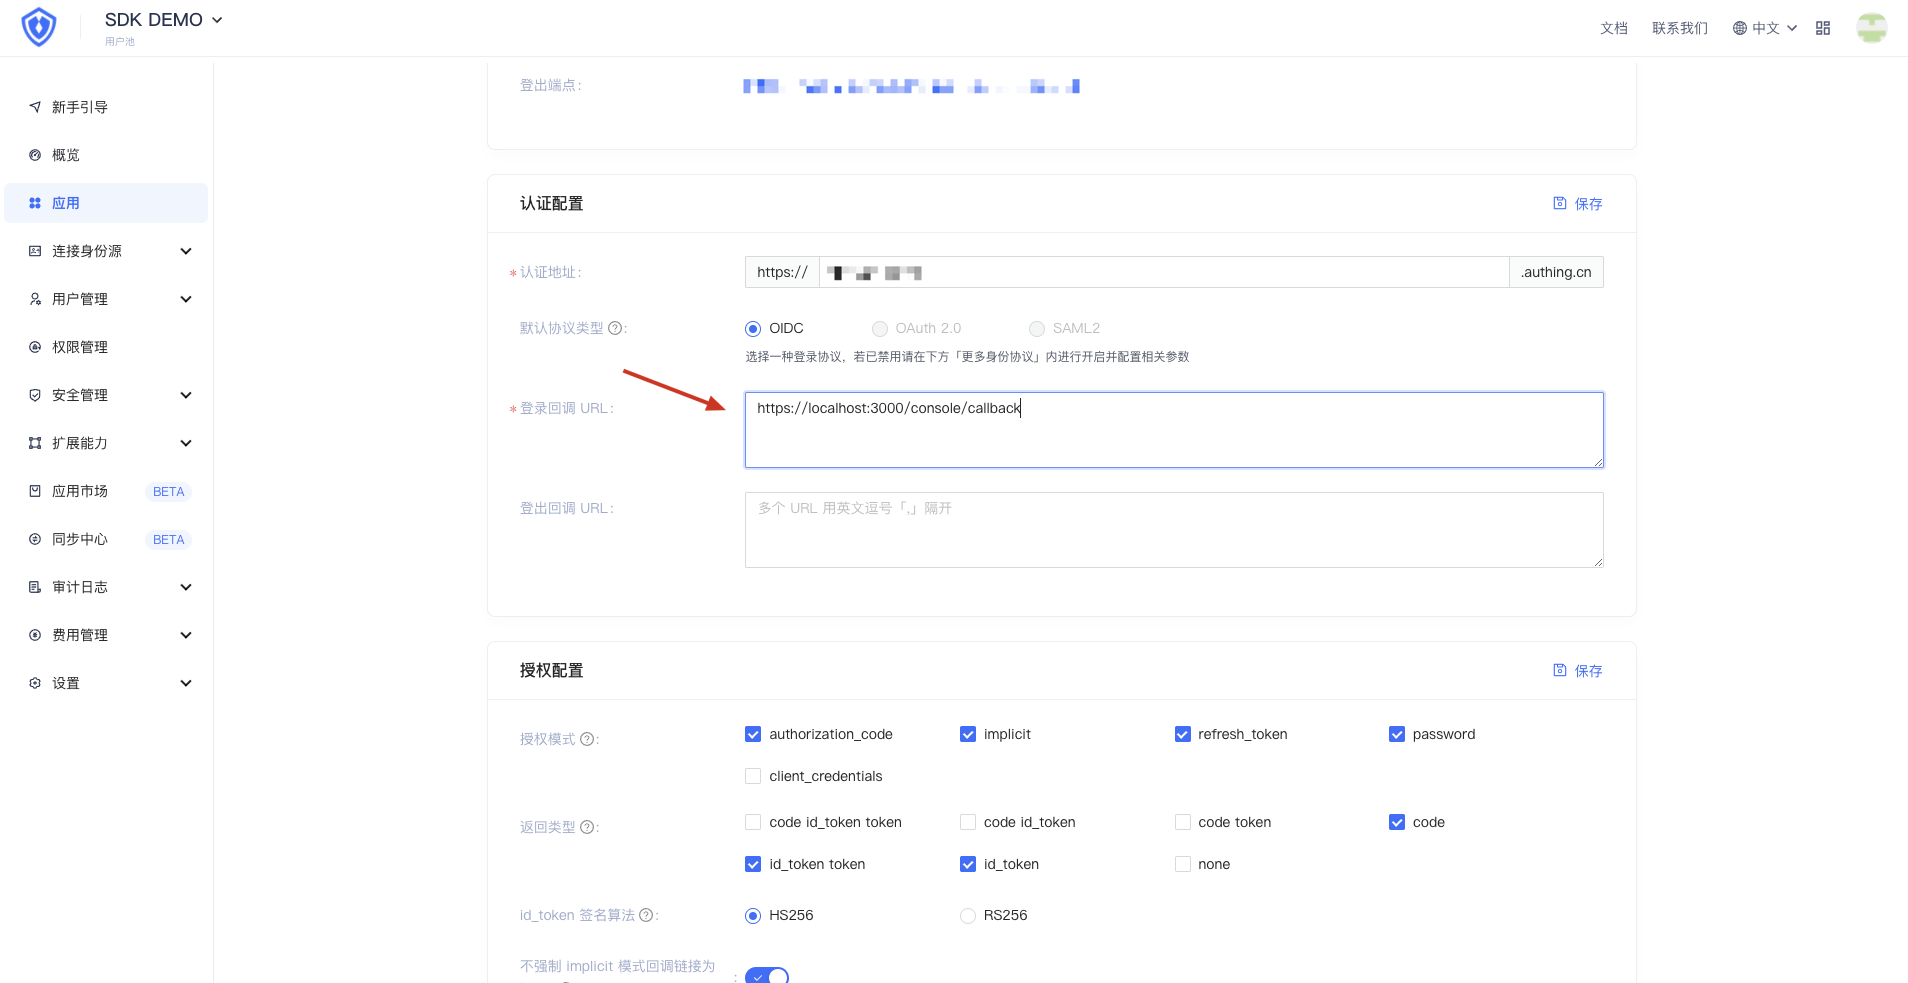 SDK DEMO
用户池
文档
联系我们
中文
新手引导
概览
应用
连接身份源
用户管理
权限管理
安全管理
扩展能力
应用市场
BETA
同步中心
BETA
审计日志
费用管理
设置
登出端点：
认证配置
保存
* 认证地址：
https://
.authing.cn
默认协议类型 ?：
OIDC
OAuth 2.0
SAML2
选择一种登录协议，若已禁用请在下方「更多身份协议」内进行开启并配置相关参数
* 登录回调 URL：
https://localhost:3000/console/callback
登出回调 URL：
多个 URL 用英文逗号「,」隔开
授权配置
保存
授权模式 ?：
authorization_code
implicit
refresh_token
password
client_credentials
返回类型 ?：
code id_token token
code id_token
code token
code
id_token token
id_token
none
id_token 签名算法 ?：
HS256
RS256
不强制 implicit 模式回调链接为
：